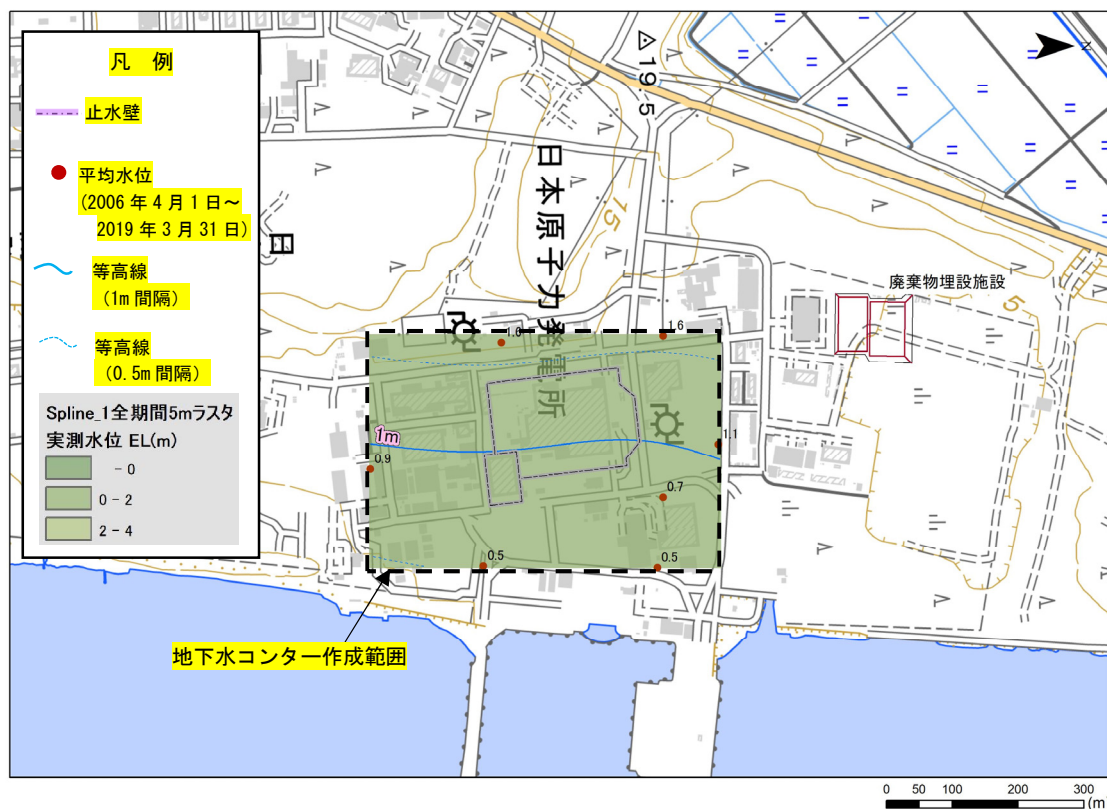 凡 例
止水壁
平均水位
(2006 年 4 月 1 日～
2019 年 3 月 31 日)
等高線
(1m 間隔)
等高線
(0.5m 間隔)
Spline_1全期間5mラスタ
実測水位 EL(m)
- 0
0 - 2
2 - 4
19.5
N
日本原子力発電所
15
日
廃棄物埋設施設
5
1.6
1.6
1m
1.1
0.9
0.7
0.5
0.5
地下水コンター作成範囲
0 50 100 200 300
(m)